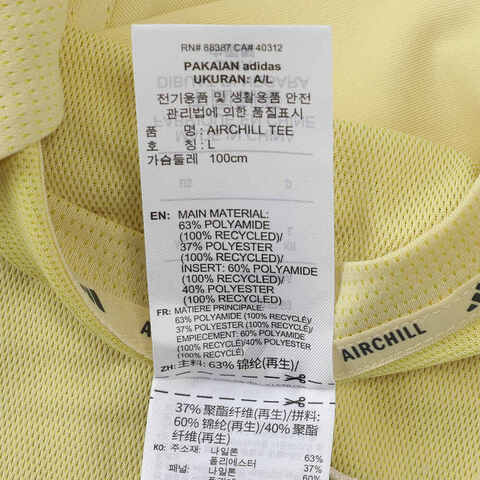 RN# 88387 CA# 40312
PAKAIAN adidas
UKURAN: A/L
전기용품 및 생활용품 안전
관리법에 의한 품질표시
품 명 : AIRCHILL TEE
호 칭 : L
가슴둘레 100cm
EN: MAIN MATERIAL:
63% POLYAMIDE
(100% RECYCLED)/
37% POLYESTER
(100% RECYCLED)/
INSERT: 60% POLYAMIDE
(100% RECYCLED)/
40% POLYESTER
(100% RECYCLED)
FR: MATIERE PRINCIPALE:
63% POLYAMIDE (100% RECYCLÉ)/
37% POLYESTER (100% RECYCLÉ)/
EMPIECEMENT: 60% POLYAMIDE
(100% RECYCLÉ)/40% POLYESTER
(100% RECYCLÉ)
ZH: 主料: 63% 锦纶(再生)/
AIRCHILL
AIRCHILL
37% 聚酯纤维(再生)/拼料:
60% 锦纶(再生)/40% 聚酯
纤维(再生)
KO: 주소재: 나일론 63%
폴리에스터 37%
패널: 나일론 60%